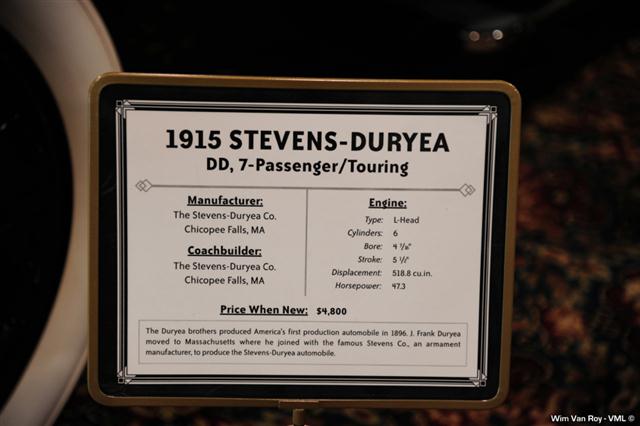 1915 STEVENS-DURYEA
DD, 7-Passenger/Touring
Manufacturer:
The Stevens-Duryea Co.
Chicopee Falls, MA
Coachbuilder:
The Stevens-Duryea Co.
Chicopee Falls, MA
Engine:
Type: L-Head
Cylinders: 6
Bore: 4
Stroke: 5
Displacement: 518.8 cu.in.
Horsepower: 47.3
Price When New: $4,800
The Duryea brothers produced America's first production automobile in 1896. J. Frank Duryea
moved to Massachusetts where he joined with the famous Stevens Co., an armament
manufacturer, to produce the Stevens-Duryea automobile.
Wim Van Roy - VML ©